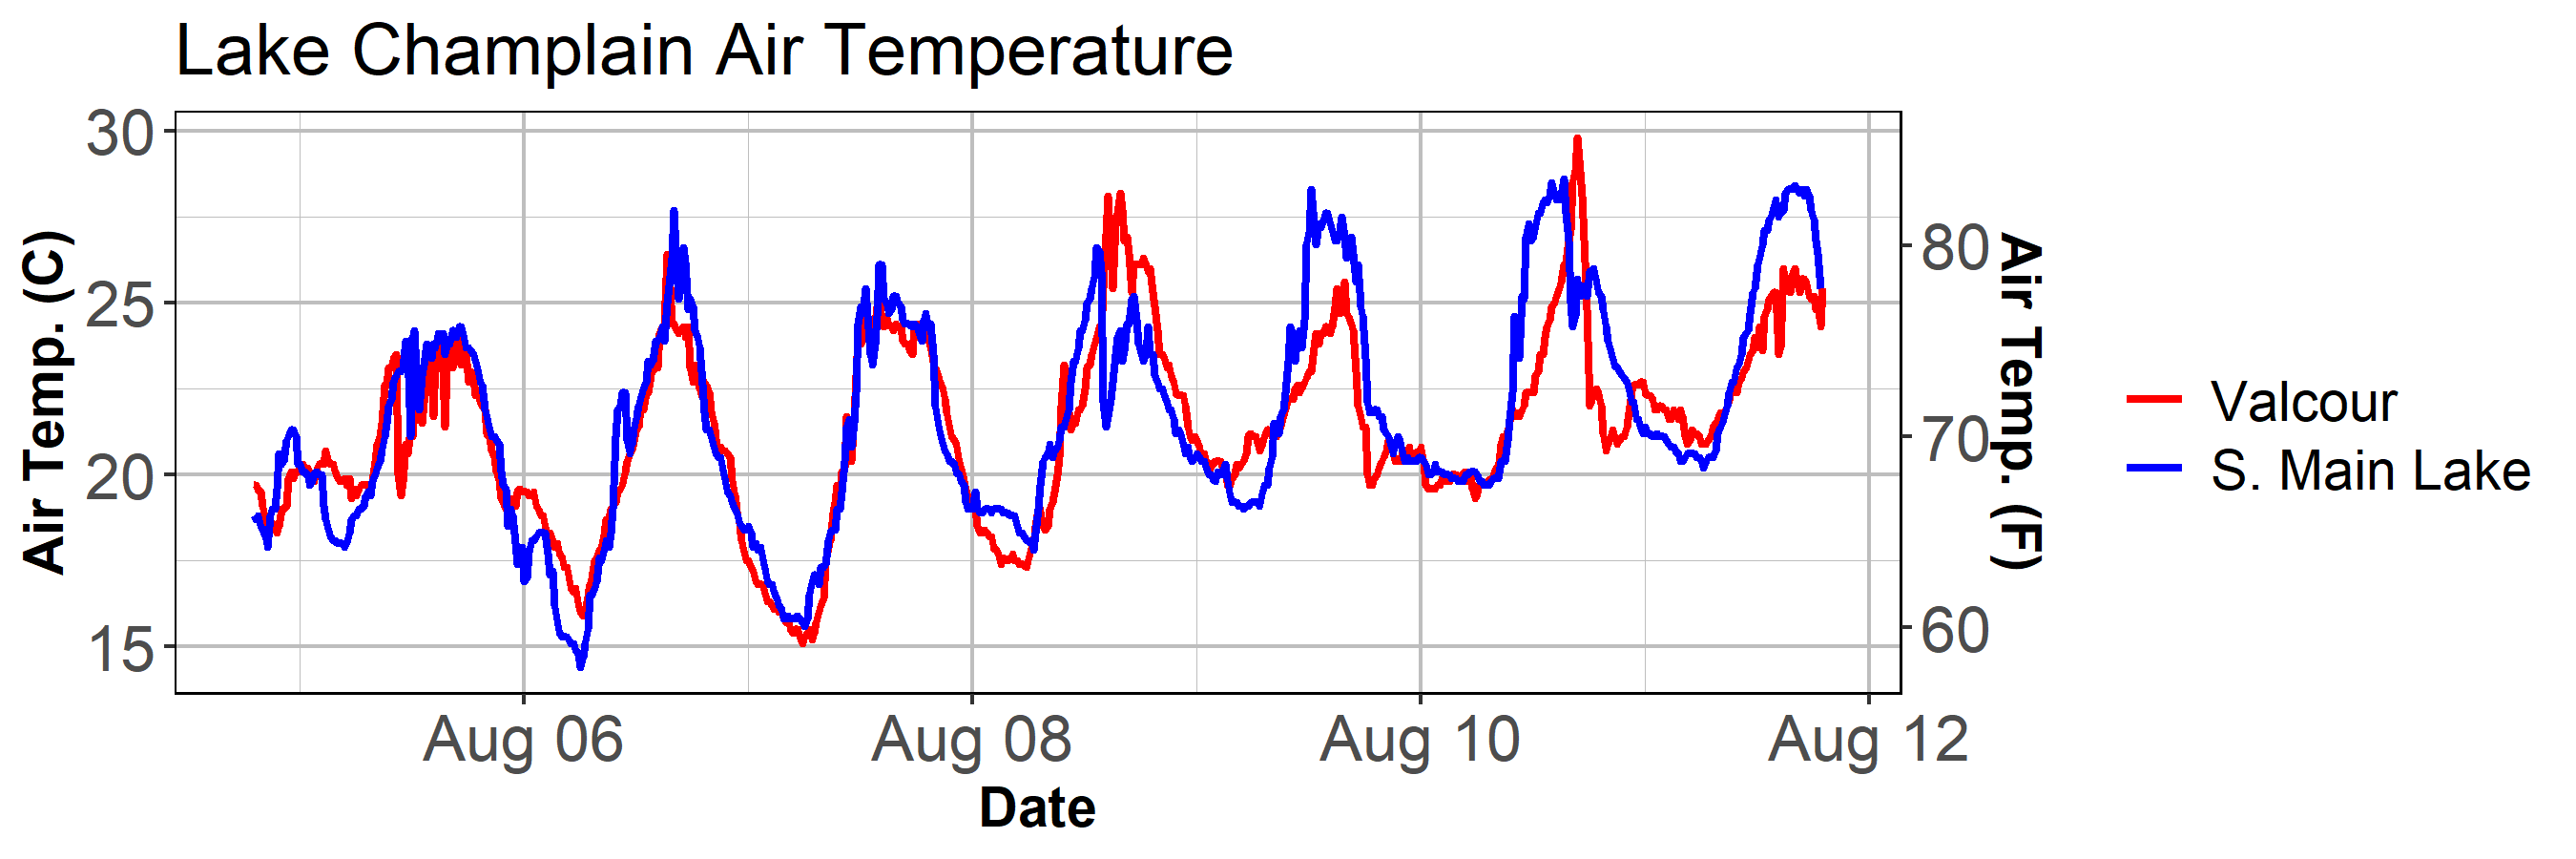 Lake Champlain Air Temperature
Air Temp. (C)
30
25
20
15
80
70
60
Air Temp. (F)
Aug 06
Aug 08
Aug 10
Aug 12
Date
Valcour
S. Main Lake